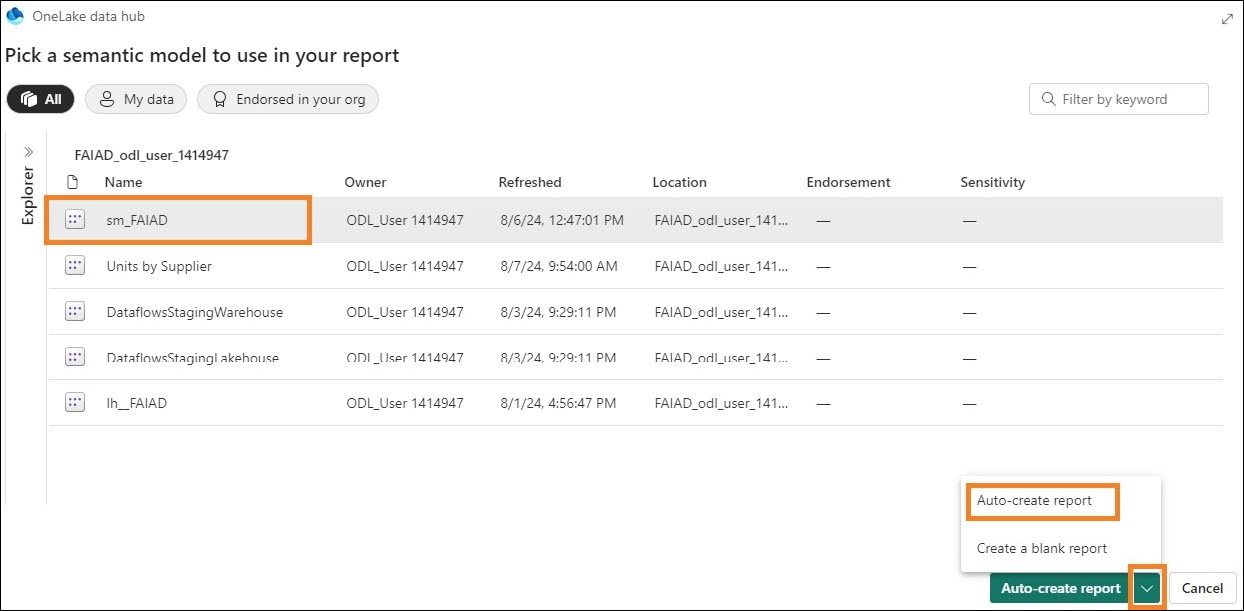 OneLake data hub
Pick a semantic model to use in your report
All My data Endorsed in your org Filter by keyword
Explorer
FAIAD_odl_user_1414947
Name Owner Refreshed Location Endorsement Sensitivity
sm_FAIAD ODL_User 1414947 8/6/24, 12:47:01 PM FAIAD_odl_user_141... — —
Units by Supplier ODL_User 1414947 8/7/24, 9:54:00 AM FAIAD_odl_user_141... — —
DataflowsStagingWarehouse ODL_User 1414947 8/3/24, 9:29:11 PM FAIAD_odl_user_141... — —
DataflowsStagingLakehouse ODL_User 1414947 8/3/24, 9:29:11 PM FAIAD_odl_user_141... — —
lh__FAIAD ODL_User 1414947 8/1/24, 4:56:47 PM FAIAD_odl_user_141... — —
Auto-create report
Create a blank report
Auto-create report Cancel